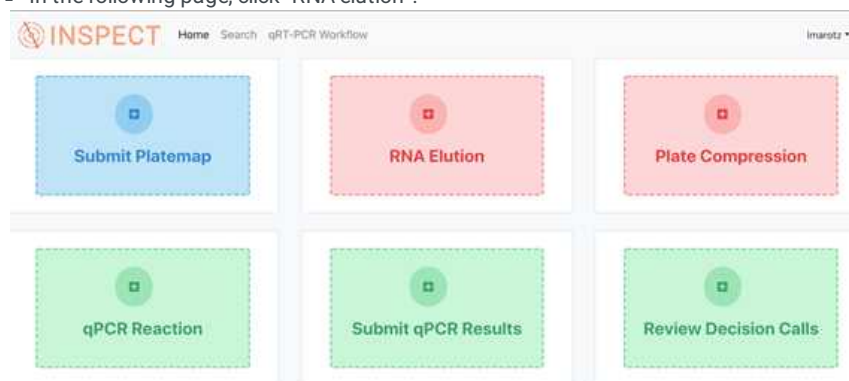 In the following page, click "RNA elution".
INSPECT Home Search qRT-PCR Workflow lmarotz
Submit Platemap RNA Elution Plate Compression
qPCR Reaction Submit qPCR Results Review Decision Calls